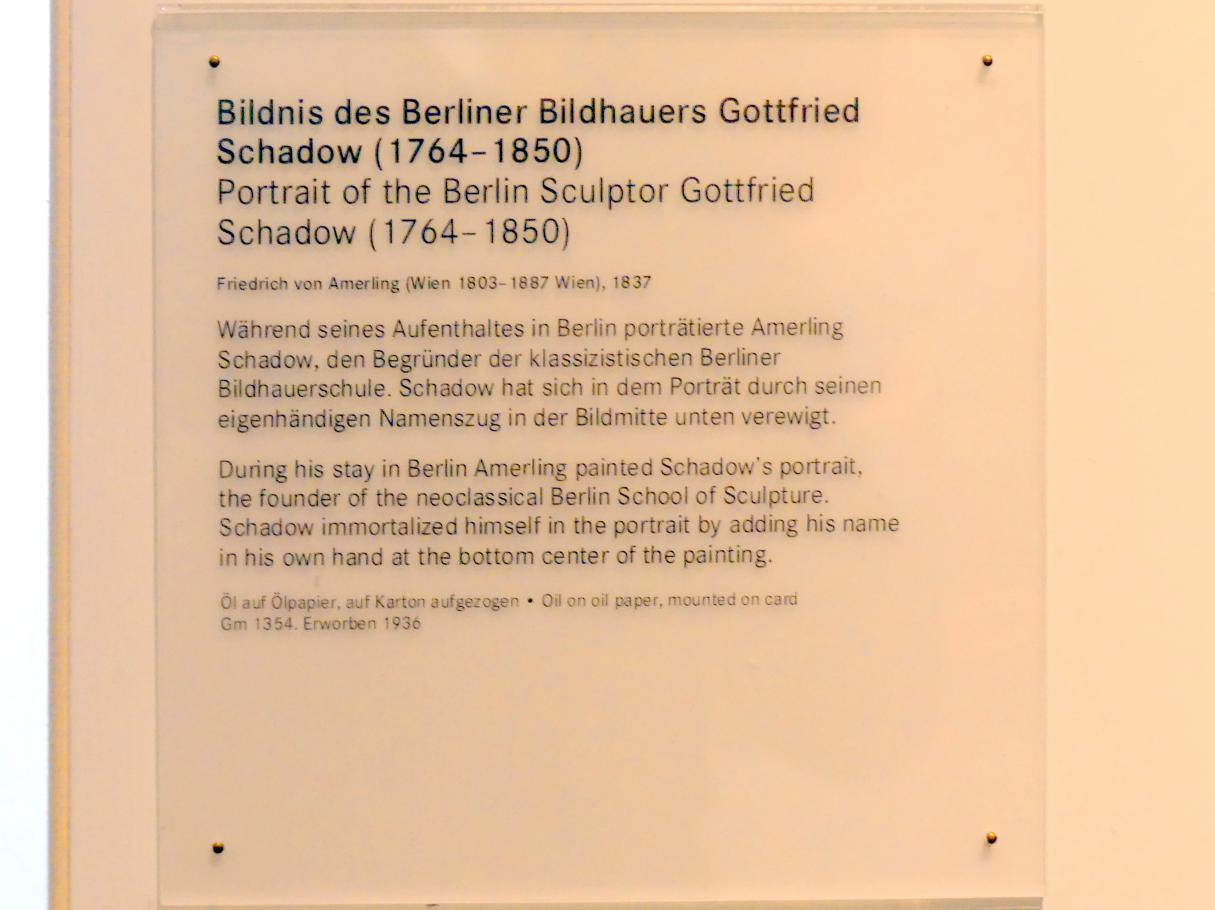 Bildnis des Berliner Bildhauers Gottfried
Schadow (1764–1850)
Portrait of the Berlin Sculptor Gottfried
Schadow (1764–1850)
Friedrich von Amerling (Wien 1803–1887 Wien), 1837
Während seines Aufenthaltes in Berlin porträtierte Amerling
Schadow, den Begründer der klassizistischen Berliner
Bildhauerschule. Schadow hat sich in dem Porträt durch seinen
eigenhändigen Namenszug in der Bildmitte unten verewigt.
During his stay in Berlin Amerling painted Schadow's portrait,
the founder of the neoclassical Berlin School of Sculpture.
Schadow immortalized himself in the portrait by adding his name
in his own hand at the bottom center of the painting.
Öl auf Ölpapier, auf Karton aufgezogen • Oil on oil paper, mounted on card
Gm 1354. Erworben 1936